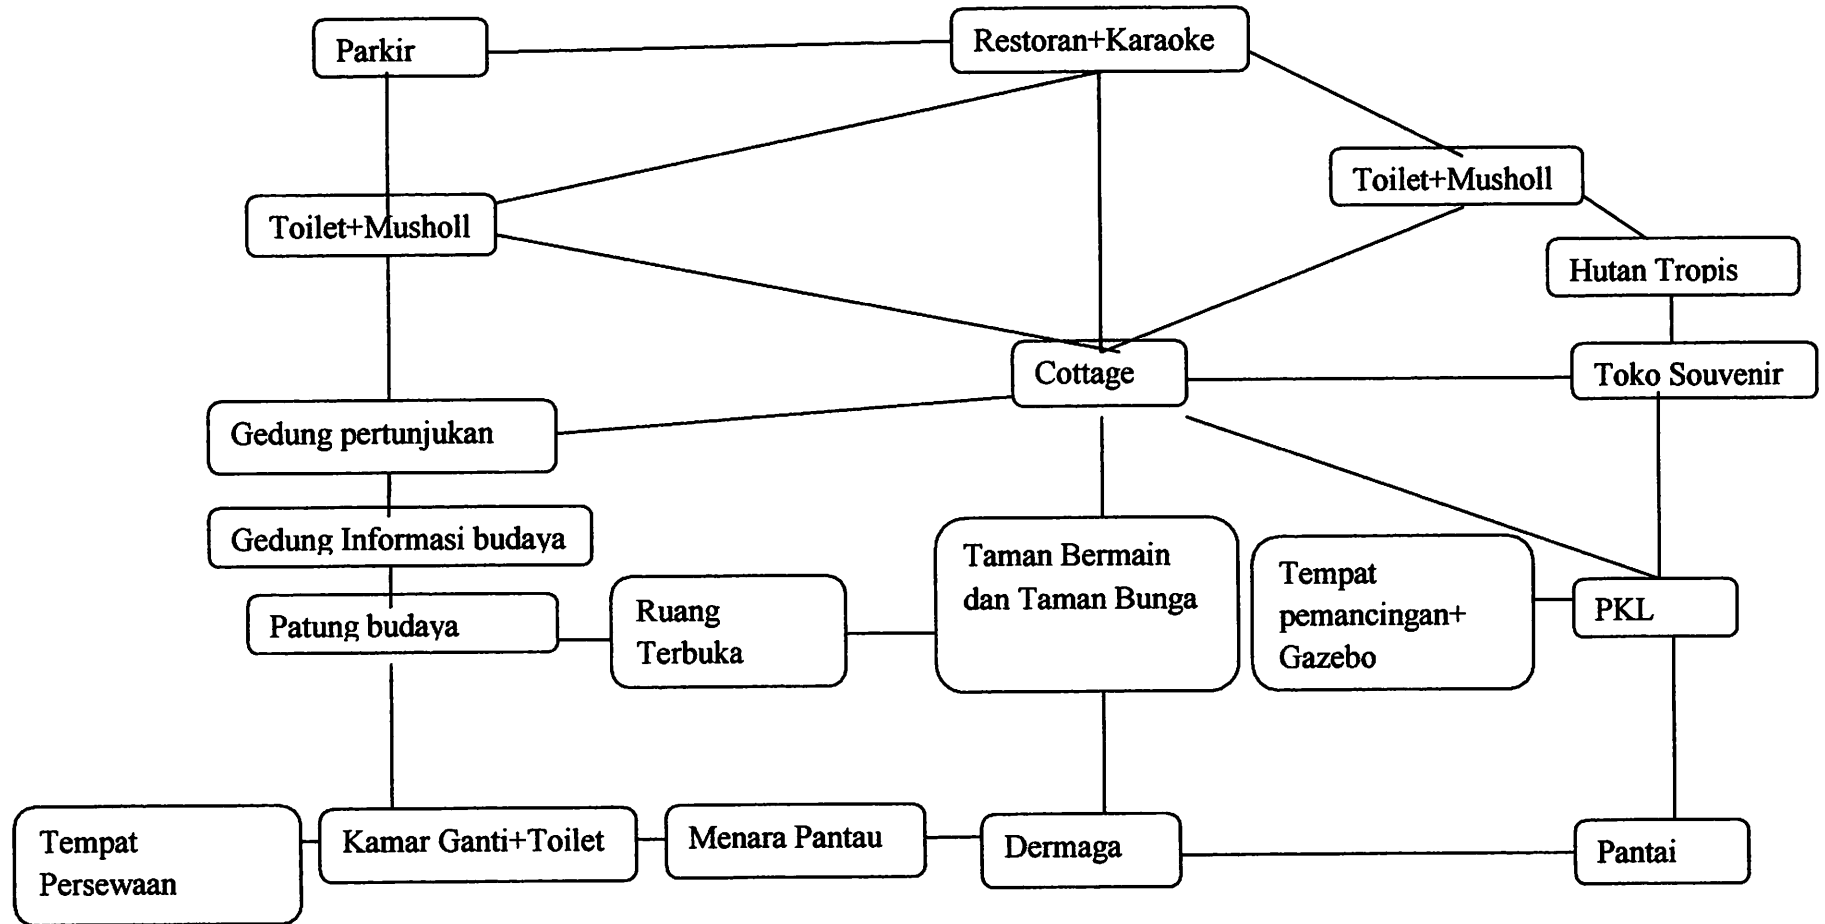 Parkir
Restoran+Karaoke
Toilet+Musholl
Toilet+Musholl
Hutan Tropis
Cottage
Toko Souvenir
Gedung pertunjukan
Gedung Informasi budaya
Patung budaya
Ruang
Terbuka
Taman Bermain
dan Taman Bunga
Tempat
pemancingan+
Gazebo
PKL
Tempat
Persewaan
Kamar Ganti+Toilet
Menara Pantau
Dermaga
Pantai